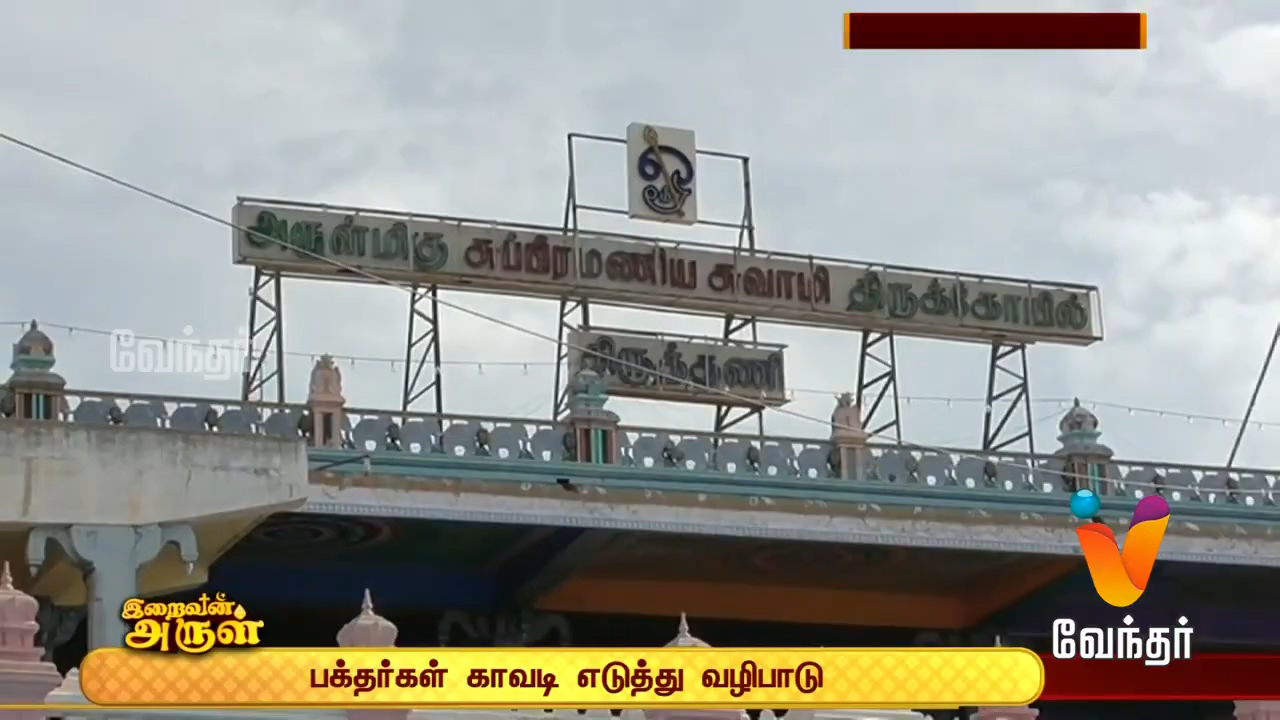 அருள்மிகு சுப்பிரமணிய சுவாமி திருக்கோயில்
திருத்தணி
வேந்தர்
இறைவன் அருள்
வேந்தர்
பக்தர்கள் காவடி எடுத்து வழிபாடு